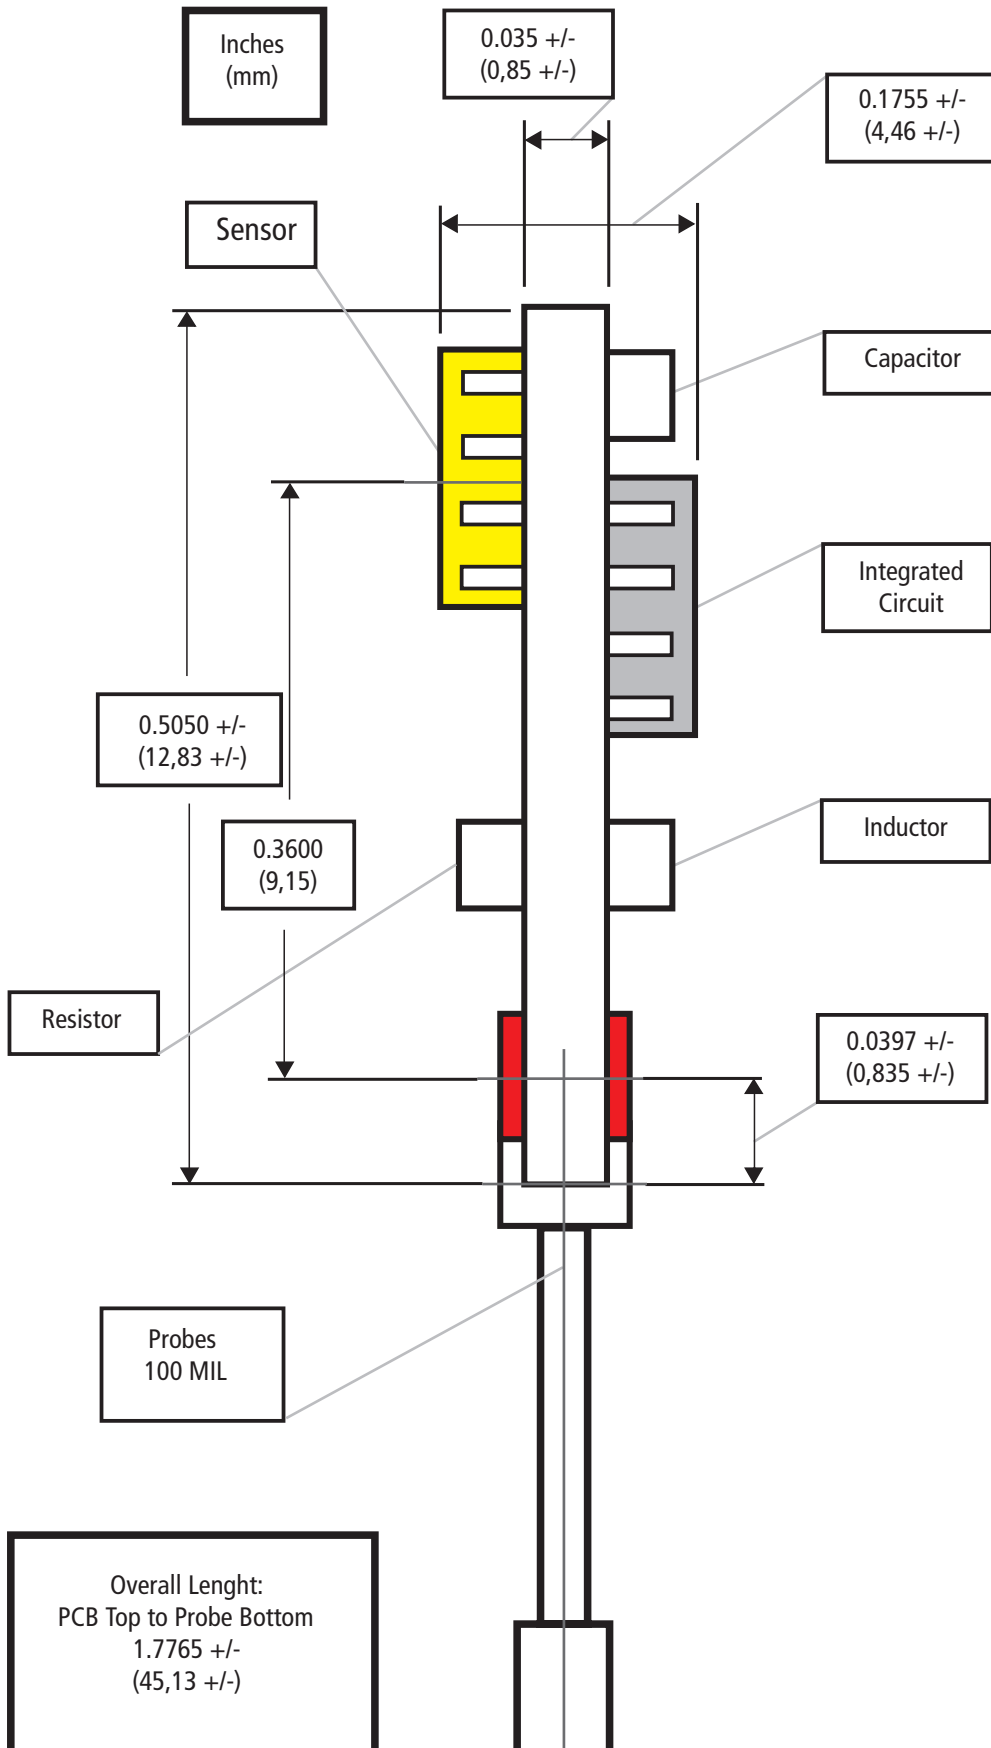 Inches
(mm)
0.035 +/-
(0,85 +/-)
0.1755 +/-
(4,46 +/-)
Sensor
Capacitor
Integrated
Circuit
0.5050 +/-
(12,83 +/-)
0.3600
(9,15)
Inductor
Resistor
0.0397 +/-
(0,835 +/-)
Probes
100 MIL
Overall Lenght:
PCB Top to Probe Bottom
1.7765 +/-
(45,13 +/-)